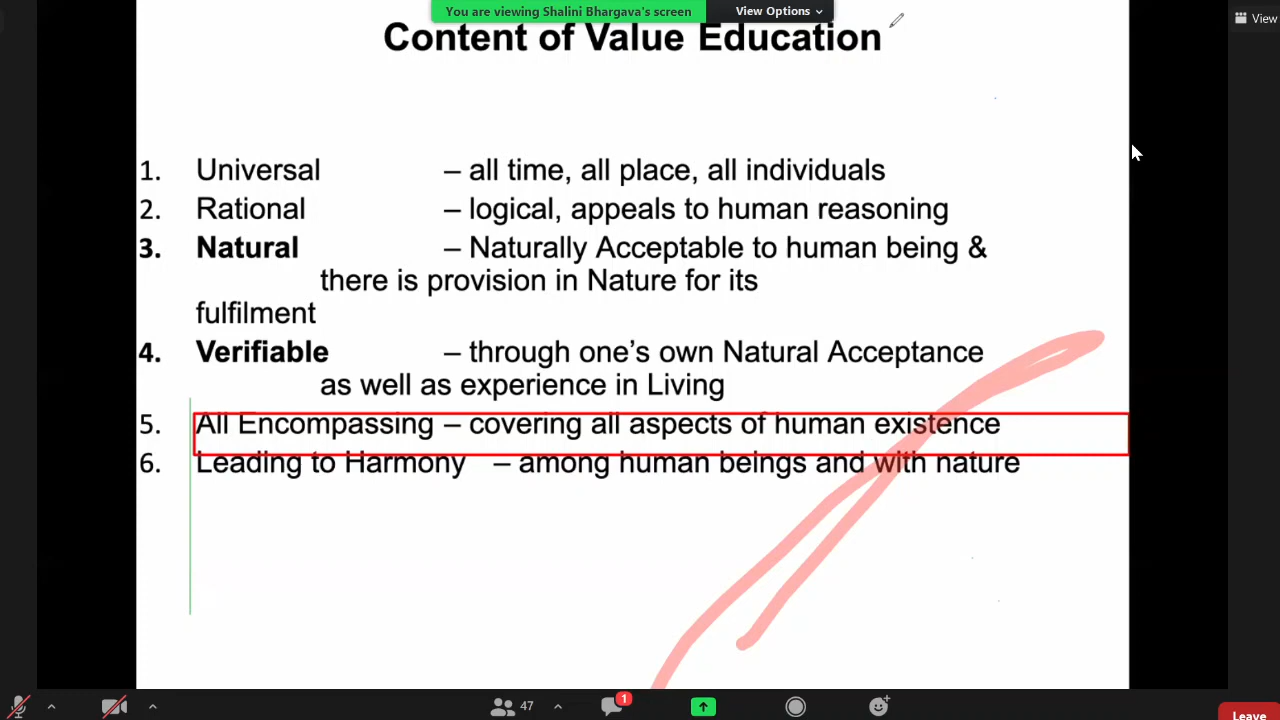 You are viewing Shalini Bhargava's screen
View Options
View
Content of Value Education
1. Universal – all time, all place, all individuals
2. Rational – logical, appeals to human reasoning
3. Natural – Naturally Acceptable to human being &
there is provision in Nature for its
fulfilment
4. Verifiable – through one’s own Natural Acceptance
as well as experience in Living
5. All Encompassing – covering all aspects of human existence
6. Leading to Harmony – among human beings and with nature
47
1
Leave